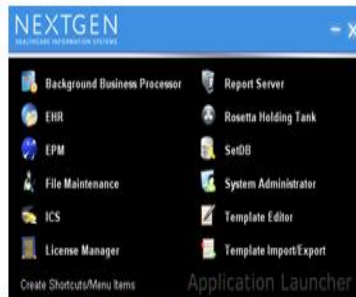 NEXTGEN
HEALTHCARE INFORMATION SYSTEMS
Background Business Processor
EHR
EPM
File Maintenance
ICS
License Manager
Report Server
Rosetta Holding Tank
SetDB
System Administrator
Template Editor
Template Import/Export
Create Shortcuts/Menu Items
Application Launcher